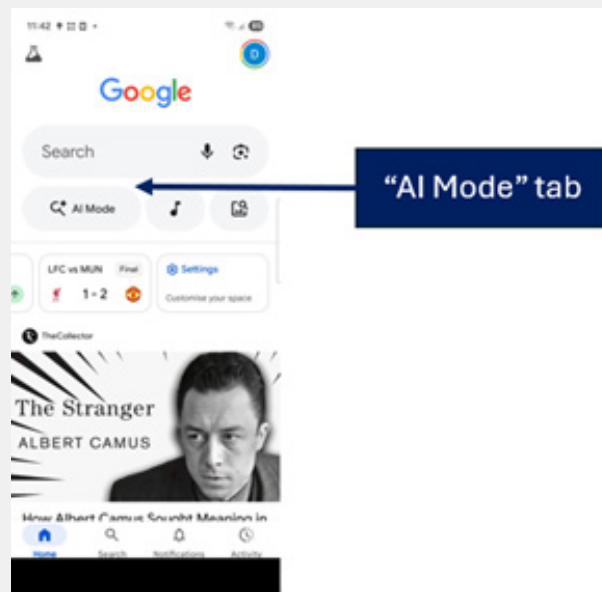 11:42
D
Google
Search
AI Mode
"AI Mode" tab
LFC vs MUN Final
1 - 2
Settings
Customise your space
TheCollector
The Stranger
ALBERT CAMUS
How Albert Camus Sought Meaning in
Home Search Notifications Activity